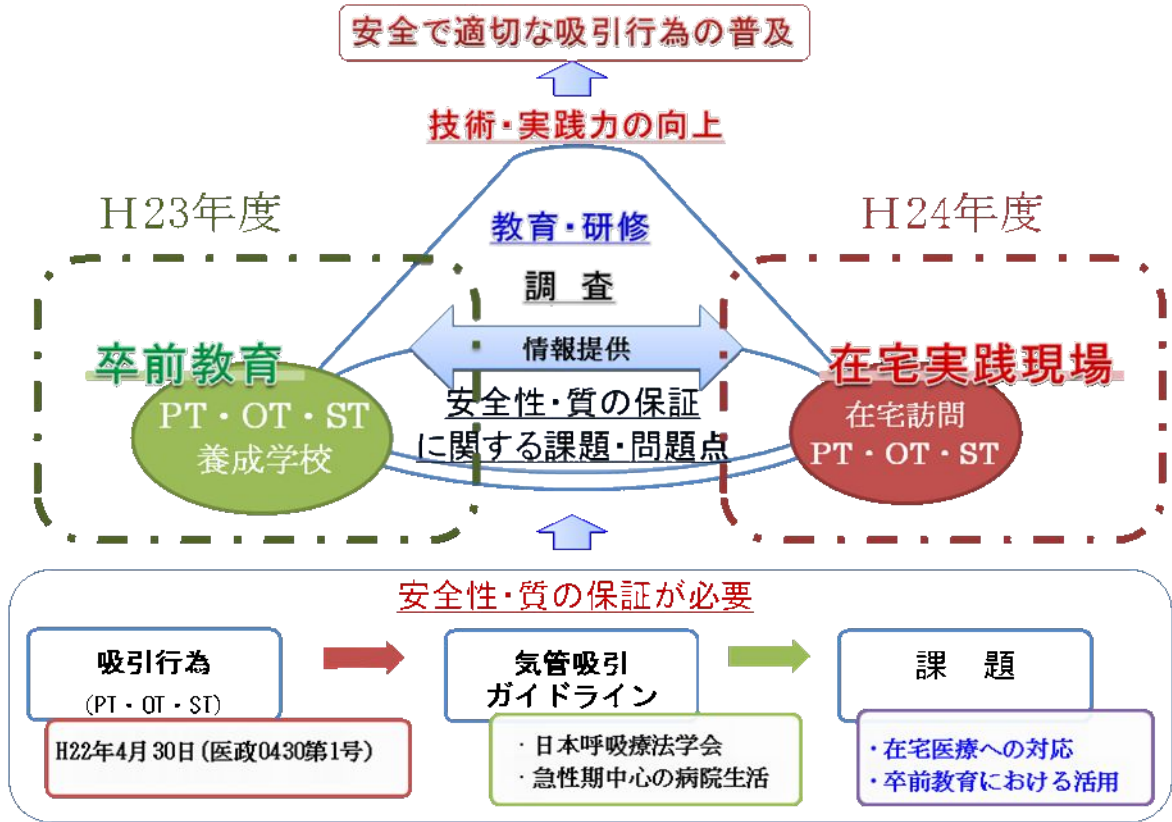 安全で適切な吸引行為の普及
技術・実践力の向上
H23年度
H24年度
教育・研修
調　査
情報提供
卒前教育
PT・OT・ST
養成学校
安全性・質の保証
に関する課題・問題点
在宅実践現場
在宅訪問
PT・OT・ST
安全性・質の保証が必要
吸引行為
(PT・OT・ST)
H22年4月30日(医政0430第1号)
気管吸引
ガイドライン
・日本呼吸療法学会
・急性期中心の病院生活
課　題
・在宅医療への対応
・卒前教育における活用